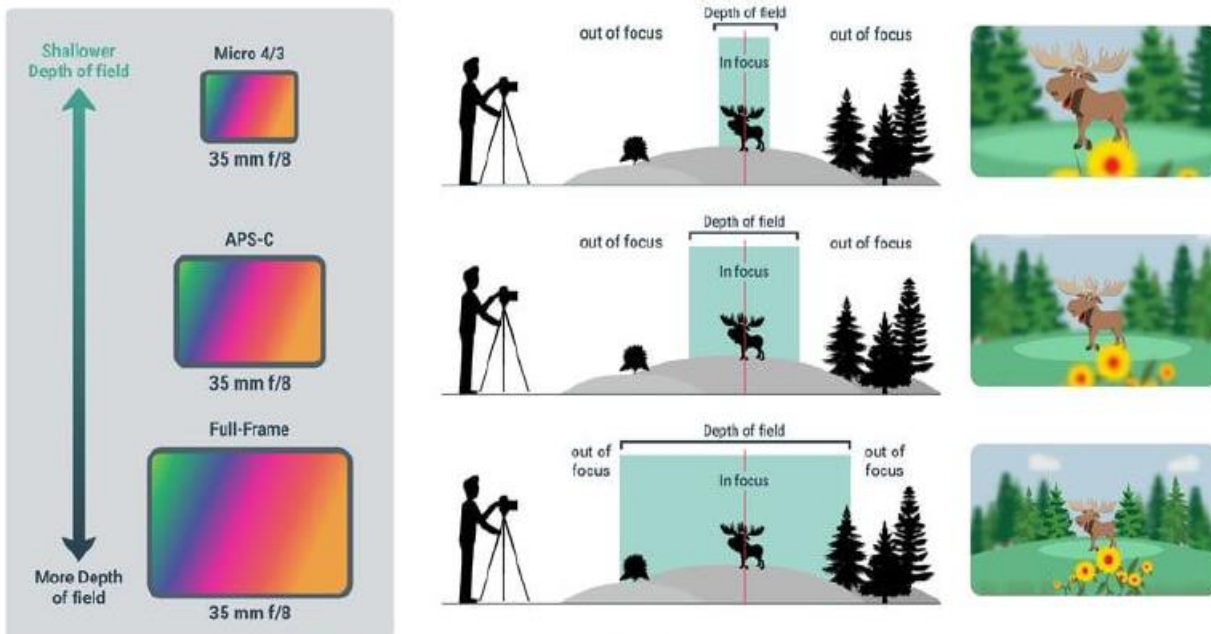 Shallower
Depth of field
Micro 4/3
35 mm f/8
APS-C
35 mm f/8
Full-Frame
35 mm f/8
More Depth
of field
Depth of field
out of focus
out of focus
In focus
Depth of field
out of focus
out of focus
In focus
Depth of field
out of
focus
out of
focus
In focus